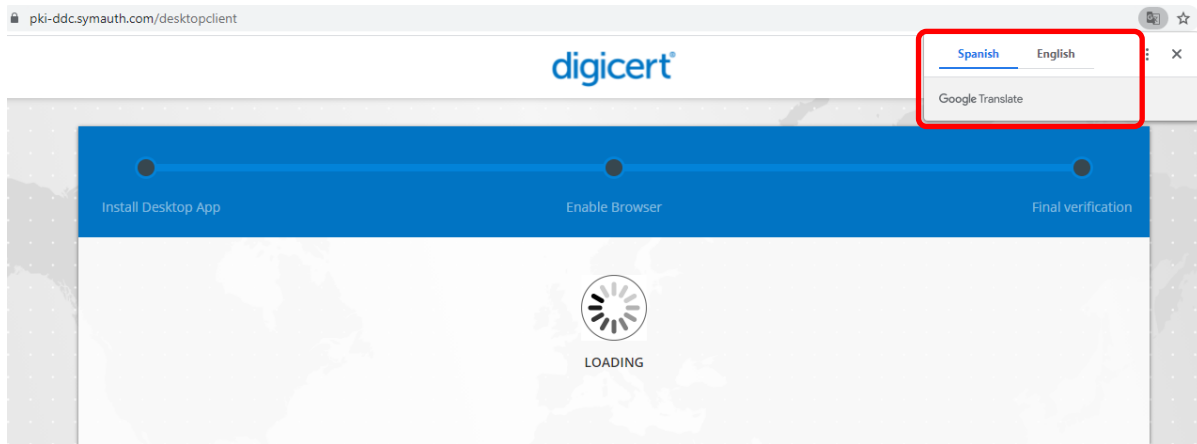 pki-ddc.symauth.com/desktopclient
digicert®
Spanish English
Google Translate
Install Desktop App Enable Browser Final verification
LOADING